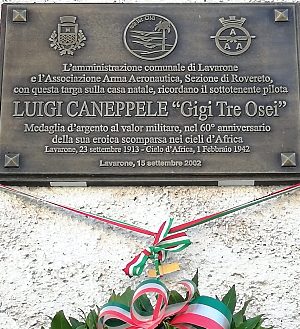 L'amministrazione comunale di Lavarone
e l'Associazione Arma Aeronautica, Sezione di Rovereto,
con questa targa sulla casa natale, ricordano il sottotenente pilota
LUIGI CANEPPELE "Gigi Tre Osei"
Medaglia d'argento al valor militare, nel 60° anniversario
della sua eroica scomparsa nei cieli d'Africa
Lavarone, 23 settembre 1913 - Cielo d'Africa, 1 Febbraio 1942
Lavarone, 15 settembre 2002